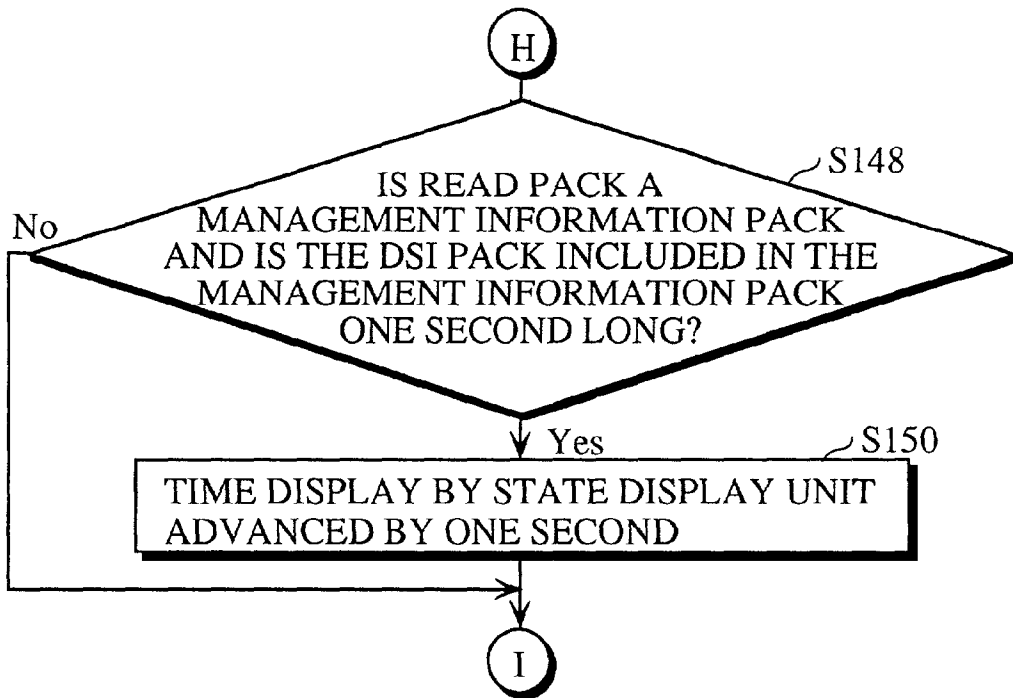 H
S148
IS READ PACK A
MANAGEMENT INFORMATION PACK
AND IS THE DSI PACK INCLUDED IN THE
MANAGEMENT INFORMATION PACK
ONE SECOND LONG?
No
Yes
S150
TIME DISPLAY BY STATE DISPLAY UNIT
ADVANCED BY ONE SECOND
I